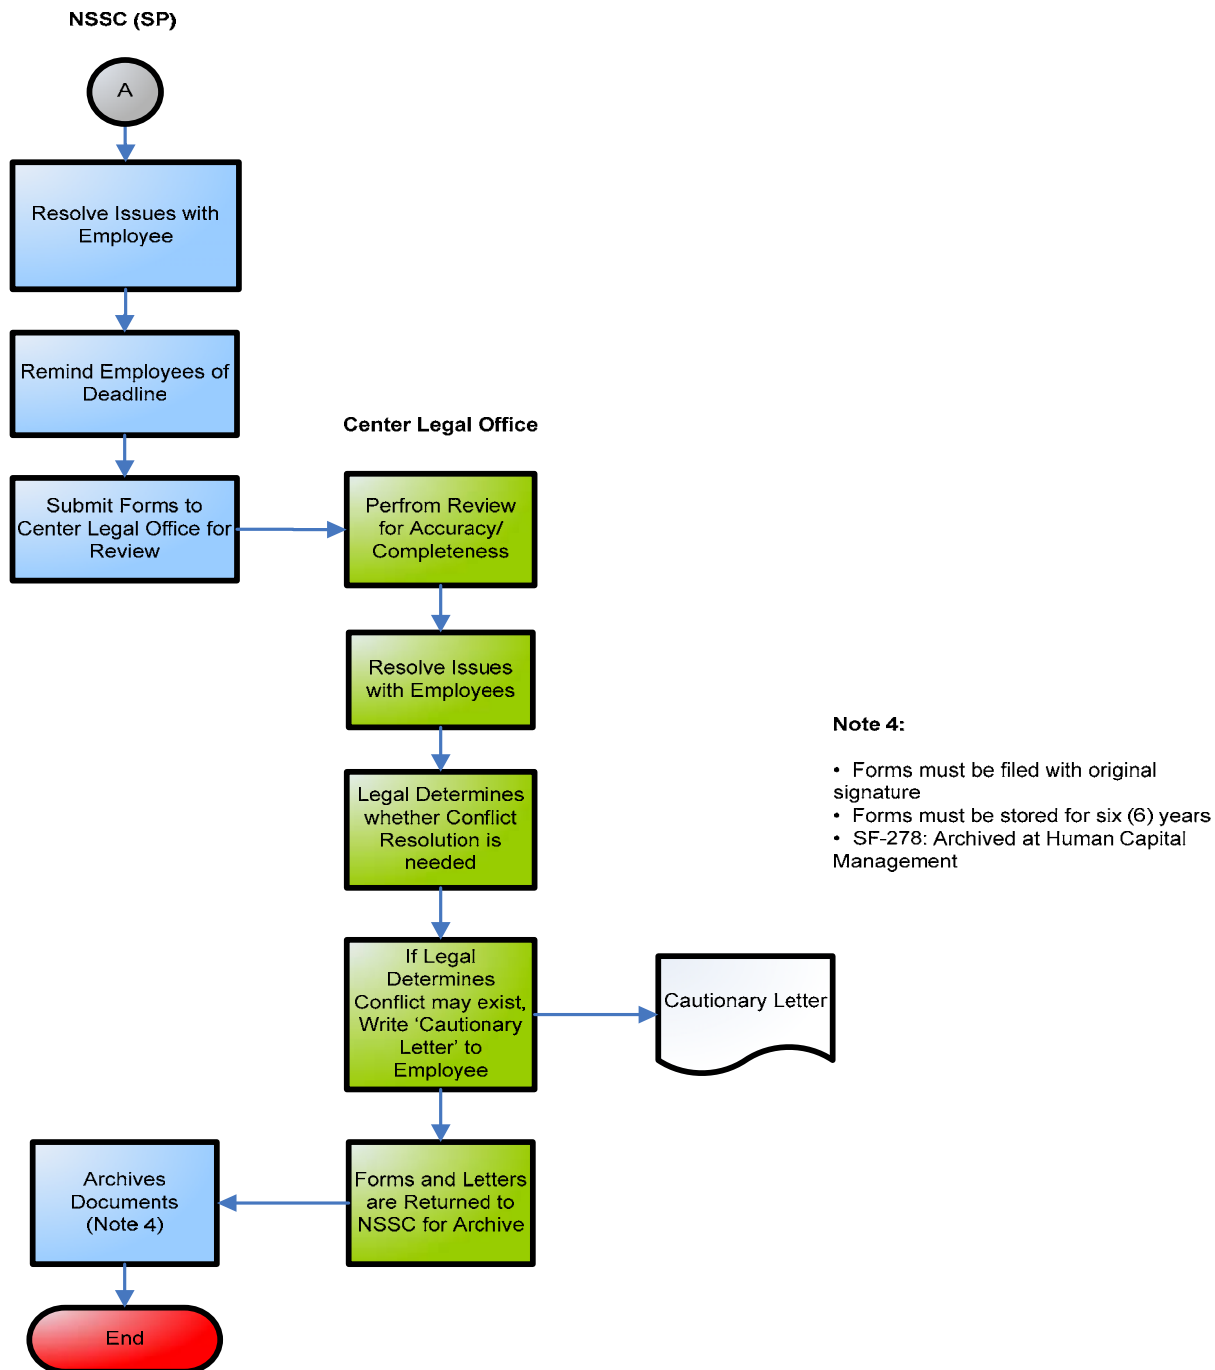 NSSC (SP)
A
Resolve Issues with
Employee
Remind Employees of
Deadline
Submit Forms to
Center Legal Office for
Review
Center Legal Office
Perfrom Review
for Accuracy/
Completeness
Resolve Issues
with Employees
Legal Determines
whether Conflict
Resolution is
needed
If Legal
Determines
Conflict may exist,
Write ‘Cautionary
Letter’ to
Employee
Cautionary Letter
Forms and Letters
are Returned to
NSSC for Archive
Archives
Documents
(Note 4)
End
Note 4:
• Forms must be filed with original
signature
• Forms must be stored for six (6) years
• SF-278: Archived at Human Capital
Management